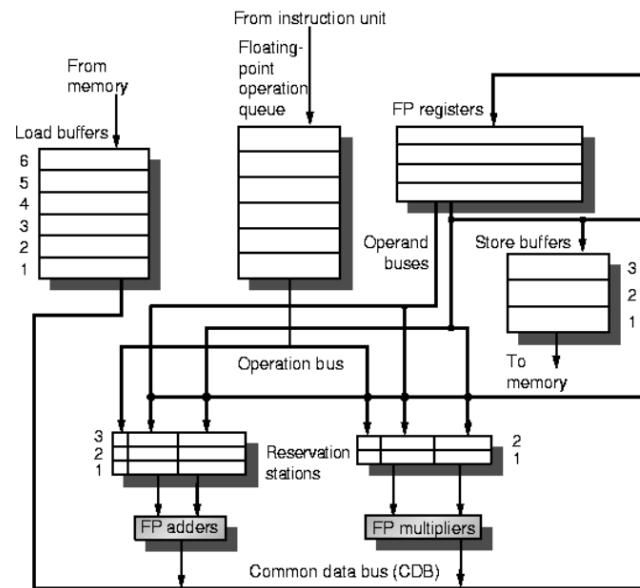 From instruction unit
Floating-
point
operation
queue
From
memory
FP registers
Load buffers
6
5
4
3
2
1
Operand
buses
Store buffers
3
2
1
Operation bus
To
memory
3
2
1
Reservation
stations
2
1
FP adders
FP multipliers
Common data bus (CDB)